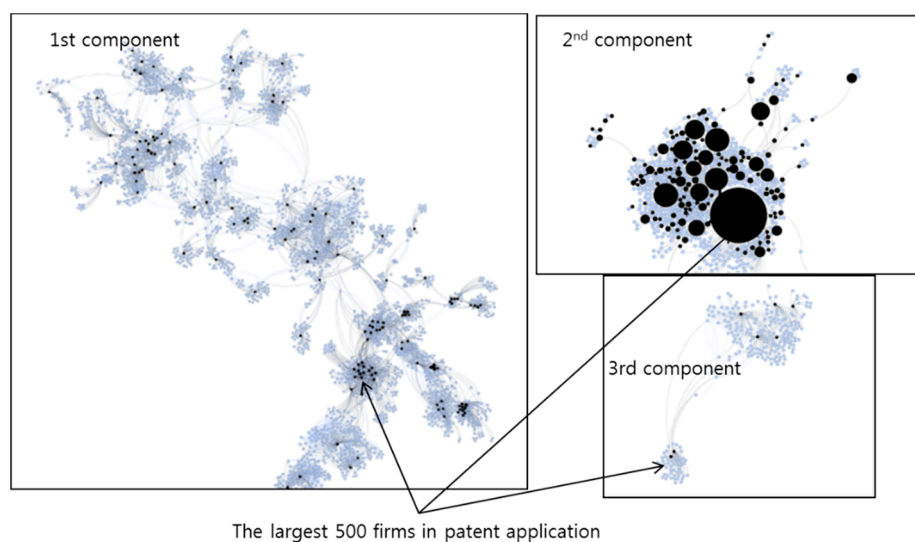 1st component
2nd component
3rd component
The largest 500 firms in patent application